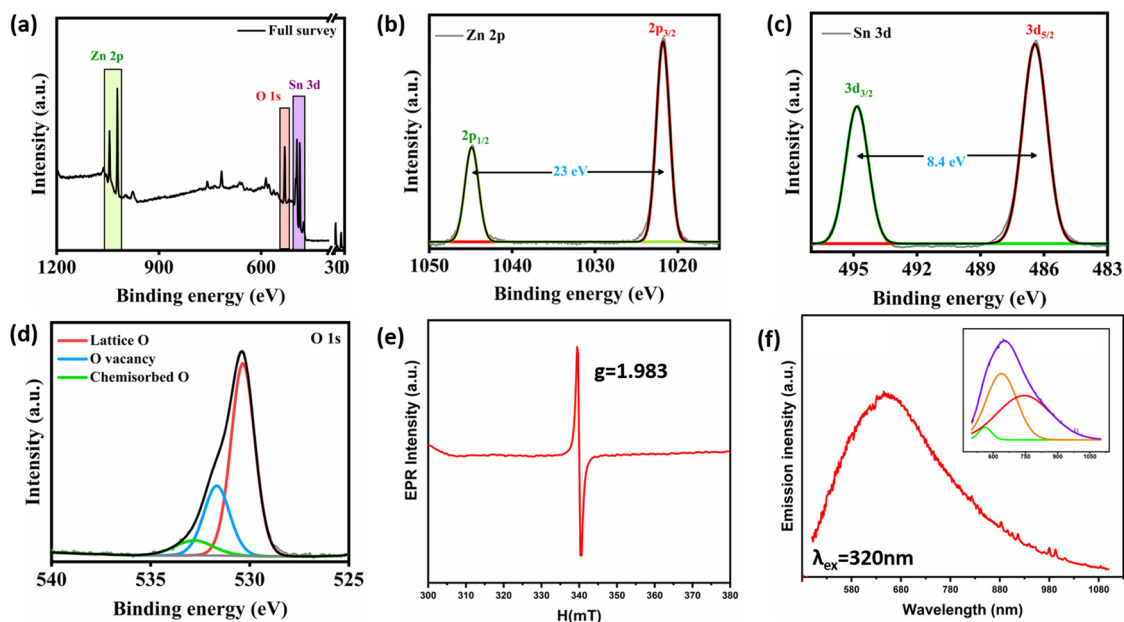 (a)
Full survey
Zn 2p
O 1s
Sn 3d
Intensity (a.u.)
1200
900
600
300
Binding energy (eV)
(b)
Zn 2p
2p3/2
2p1/2
23 eV
Intensity (a.u.)
1050
1040
1030
1020
Binding energy (eV)
(c)
Sn 3d
3d5/2
3d3/2
8.4 eV
Intensity (a.u.)
495
492
489
486
483
Binding energy (eV)
(d)
O 1s
Lattice O
O vacancy
Chemisorbed O
Intensity (a.u.)
540
535
530
525
Binding energy (eV)
(e)
g=1.983
EPR Intensity (a.u.)
300
310
320
330
340
350
360
370
380
H(mT)
(f)
600
750
900
1050
Emission inensity (a.u.)
λex=320nm
580
680
780
880
980
1080
Wavelength (nm)